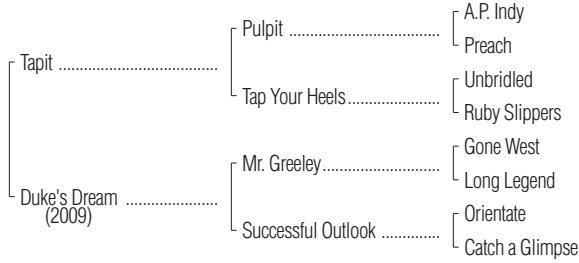 A.P. Indy
Pulpit ................................
Preach
Tapit .....................................
Unbridled
Tap Your Heels.....................
Ruby Slippers
Gone West
Mr. Greeley...........................
Long Legend
Duke's Dream .....................
(2009)
Orientate
Successful Outlook .............
Catch a Glimpse